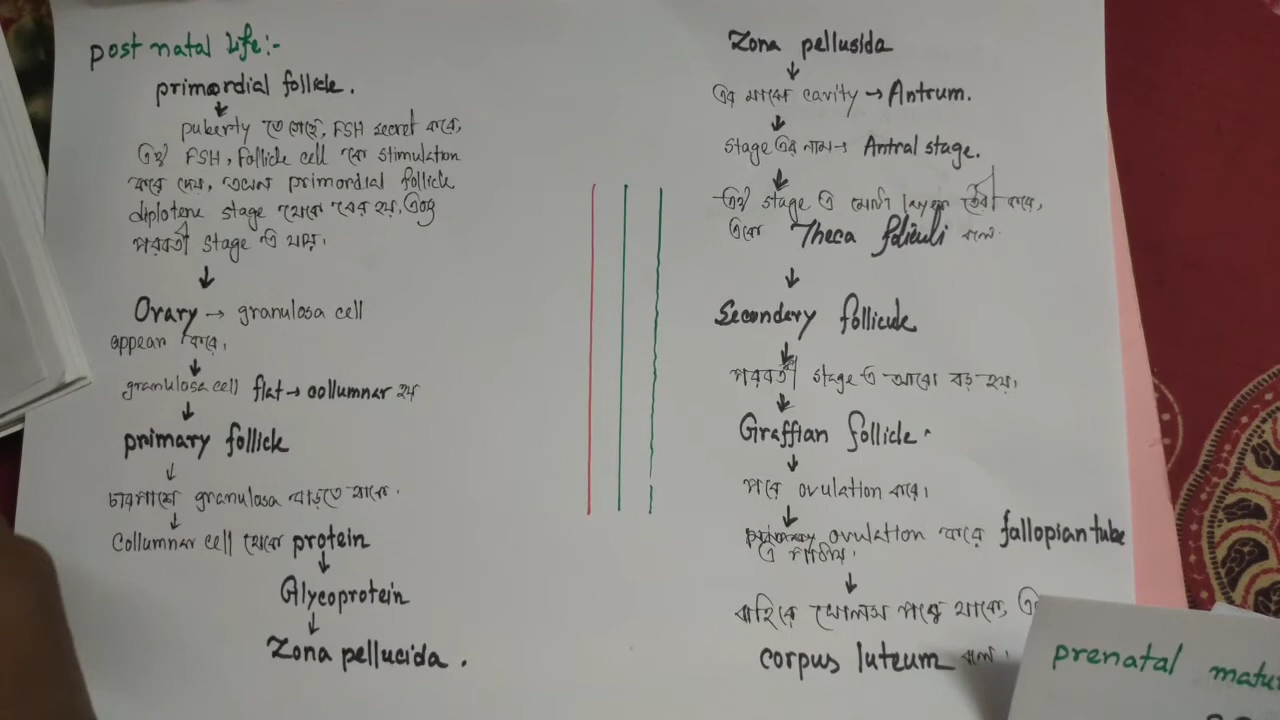 post natal life:-
primordial follicle.
↓
puberty তে গেছে, FSH secret করে,
এই FSH, Follicle cell কে stimulation
করে দেয়, তখন primordial follicle
diplotene stage থেকে বের হয়, এবং
পরবর্তী stage এ যায়।
↓
Ovary → granulosa cell
appear করে।
↓
granulosa cell flat → collumnar হয়
↓
primary follicle
↓
চারপাশে granulosa বাড়তে থাকে.
↓
Collumnar cell থেকে protein
↓
Glycoprotein
↓
Zona pellucida.
Zona pellusida
↓
এর মাঝে cavity → Antrum.
↓
stage এর নাম → Antral stage.
↓
এই stage এ layer তৈরী করে,
একে Theca foliculi বলে.
↓
Secondery follicule
↓
পরবর্তী stage এ আরো বড় হয়।
↓
Graffian follicle.
↓
পরে ovulation করে।
↓
ovulation করে fallopian tube
এ পাঠায়।
↓
বাহিরে খোলস পড়ে থাকে,
corpus luteum বলে।
prenatal matu